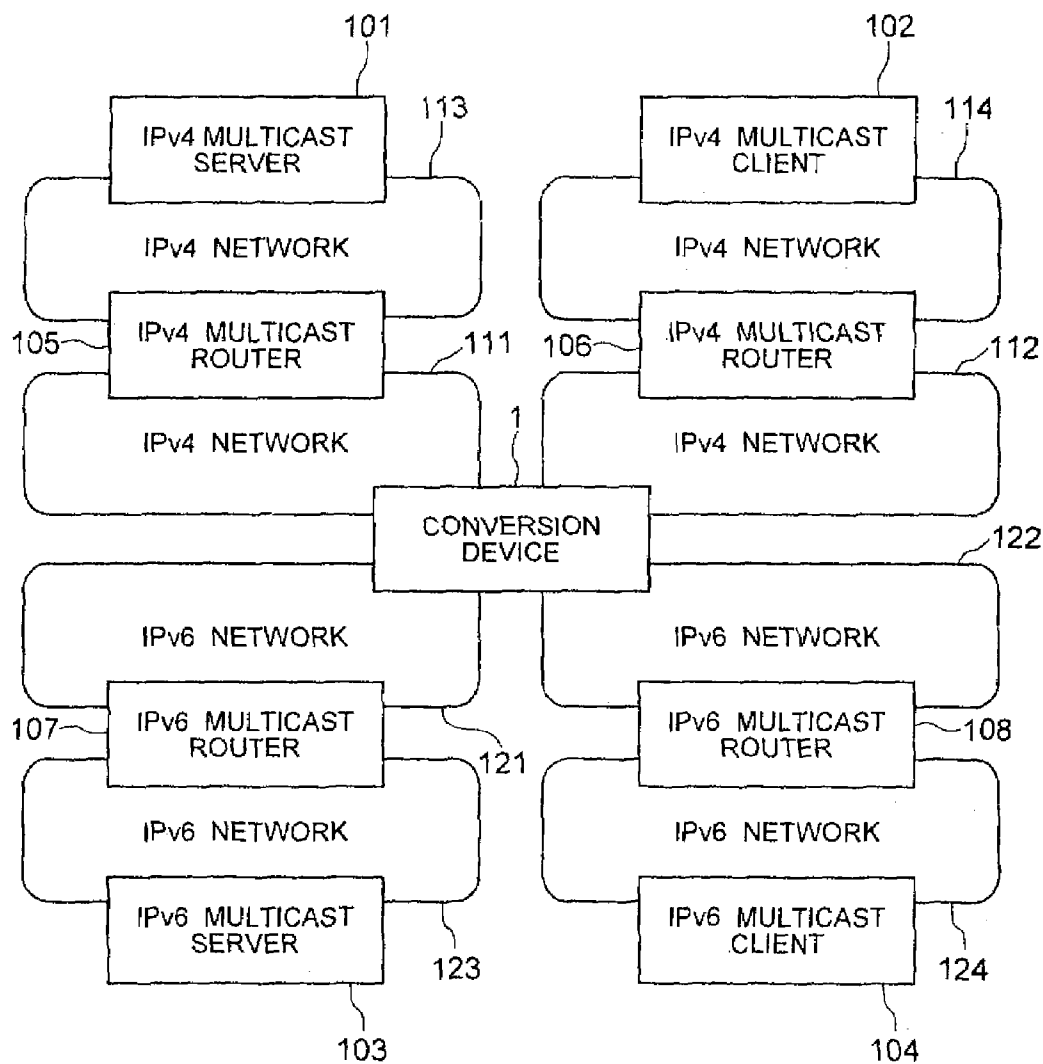 101
102
IPv4 MULTICAST
SERVER
113
IPv4 MULTICAST
CLIENT
114
IPv4 NETWORK
IPv4 NETWORK
105
IPv4 MULTICAST
ROUTER
111
106
IPv4 MULTICAST
ROUTER
112
IPv4 NETWORK
1
IPv4 NETWORK
CONVERSION
DEVICE
122
IPv6 NETWORK
IPv6 NETWORK
107
IPv6 MULTICAST
ROUTER
121
IPv6 MULTICAST
ROUTER
108
IPv6 NETWORK
IPv6 NETWORK
IPv6 MULTICAST
SERVER
123
IPv6 MULTICAST
CLIENT
124
103
104